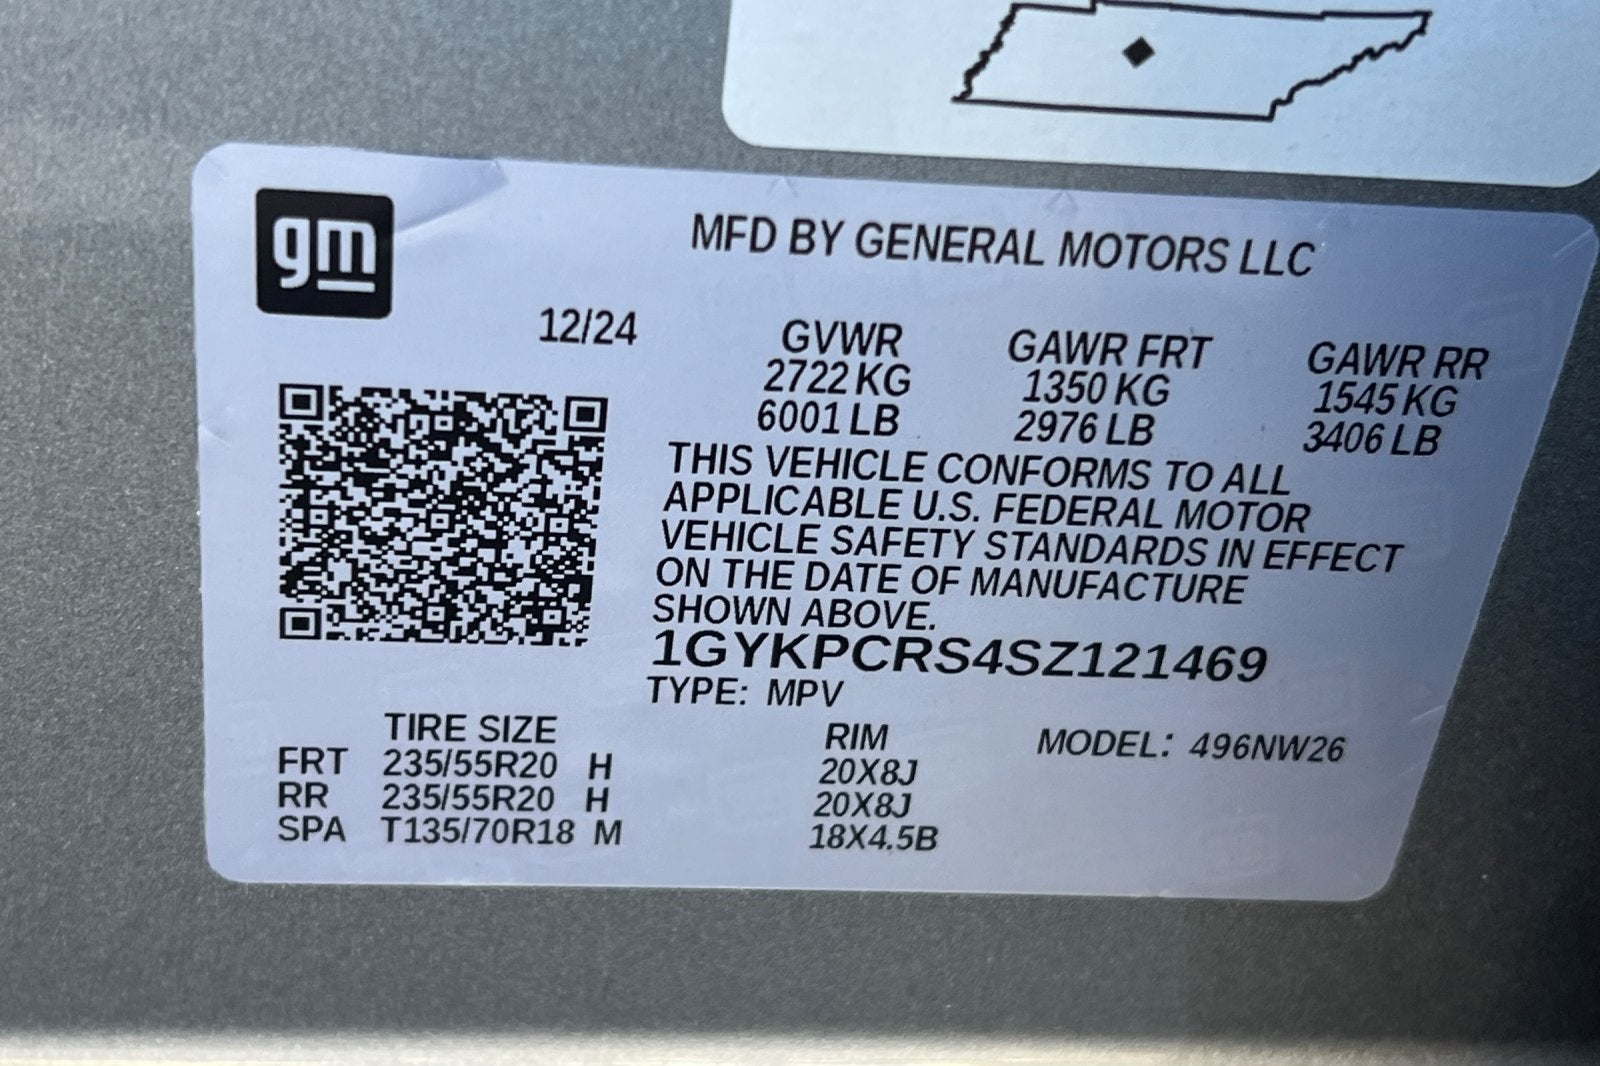 gm
MFD BY GENERAL MOTORS LLC
12/24
GVWR GAWR FRT GAWR RR
2722 KG 1350 KG 1545 KG
6001 LB 2976 LB 3406 LB
THIS VEHICLE CONFORMS TO ALL
APPLICABLE U.S. FEDERAL MOTOR
VEHICLE SAFETY STANDARDS IN EFFECT
ON THE DATE OF MANUFACTURE
SHOWN ABOVE.
1GYKPCRS4SZ121469
TYPE: MPV
TIRE SIZE RIM MODEL: 496NW26
FRT 235/55R20 H 20X8J
RR 235/55R20 H 20X8J
SPA T135/70R18 M 18X4.5B